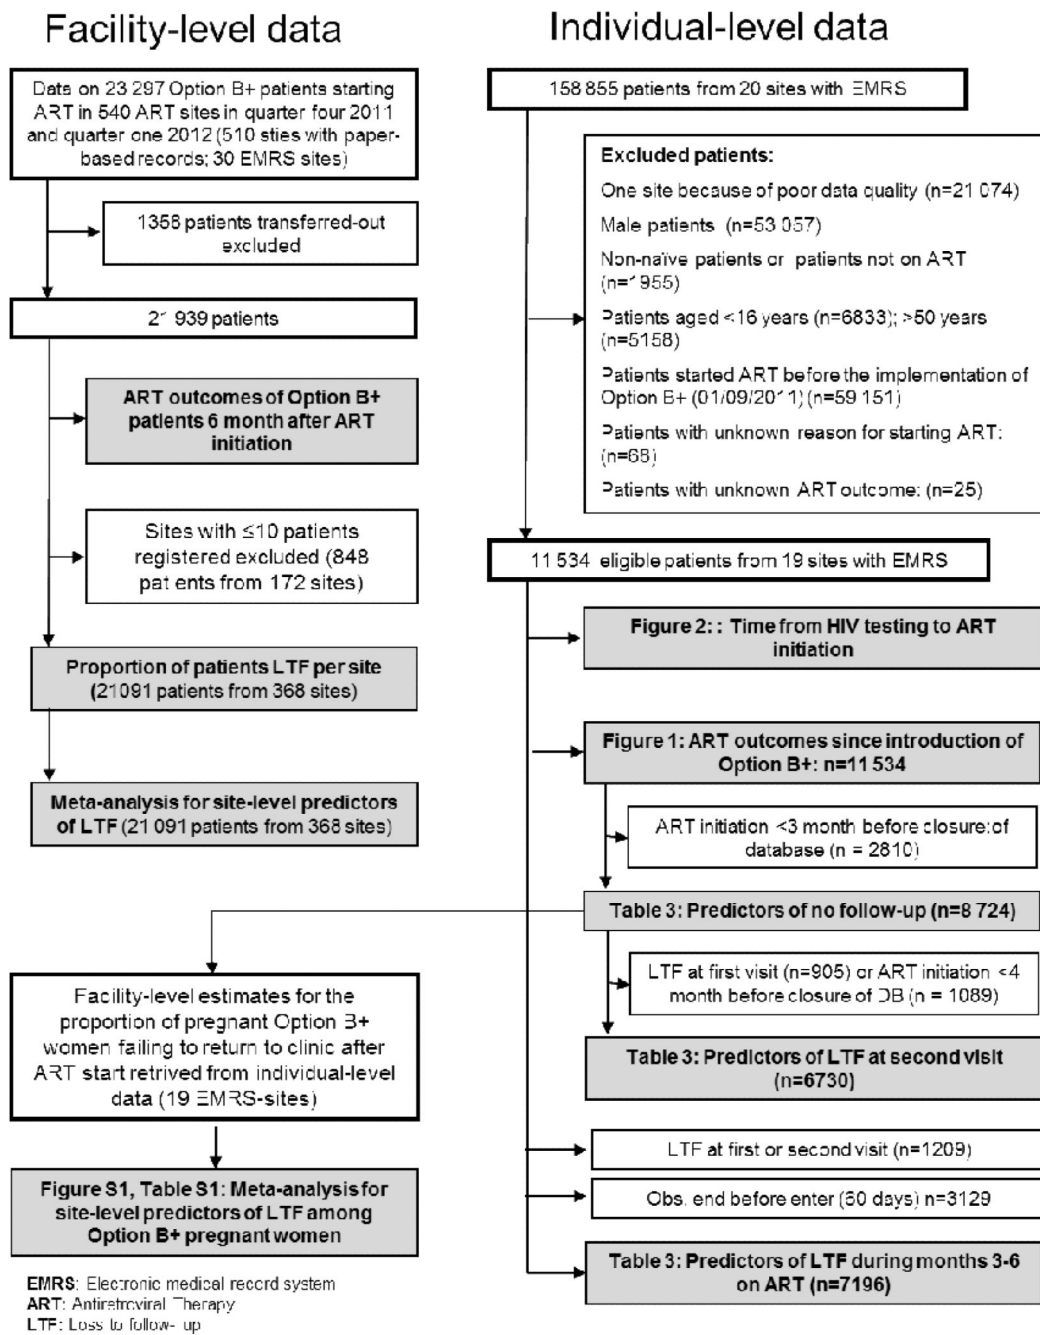 Facility-level data
Data on 23 297 Option B+ patients starting
ART in 540 ART sites in quarter four 2011
and quarter one 2012 (510 sties with paper-
based records; 30 EMRS sites)
1358 patients transferred-out
excluded
21 939 patients
ART outcomes of Option B+
patients 6 month after ART
initiation
Sites with ≤10 patients
registered excluded (848
patients from 172 sites)
Proportion of patients LTF per site
(21091 patients from 368 sites)
Meta-analysis for site-level predictors
of LTF (21 091 patients from 368 sites)
Facility-level estimates for the
proportion of pregnant Option B+
women failing to return to clinic after
ART start retrived from individual-level
data (19 EMRS-sites)
Figure S1, Table S1: Meta-analysis for
site-level predictors of LTF among
Option B+ pregnant women
EMRS: Electronic medical record system
ART: Antiretroviral Therapy
LTF: Loss to follow- up
Individual-level data
158 855 patients from 20 sites with EMRS
Excluded patients:
One site because of poor data quality (n=21 074)
Male patients (n=53 057)
Non-naïve patients or patients not on ART
(n=1955)
Patients aged <16 years (n=6833); >50 years
(n=5158)
Patients started ART before the implementation of
Option B+ (01/09/2011) (n=59 151)
Patients with unknown reason for starting ART:
(n=68)
Patients with unknown ART outcome: (n=25)
11 534 eligible patients from 19 sites with EMRS
Figure 2: : Time from HIV testing to ART
initiation
Figure 1: ART outcomes since introduction of
Option B+: n=11 534
ART initiation <3 month before closure of
database (n = 2810)
Table 3: Predictors of no follow-up (n=8 724)
LTF at first visit (n=905) or ART initiation <4
month before closure of DB (n = 1089)
Table 3: Predictors of LTF at second visit
(n=6730)
LTF at first or second visit (n=1209)
Obs. end before enter (60 days) n=3129
Table 3: Predictors of LTF during months 3-6
on ART (n=7196)